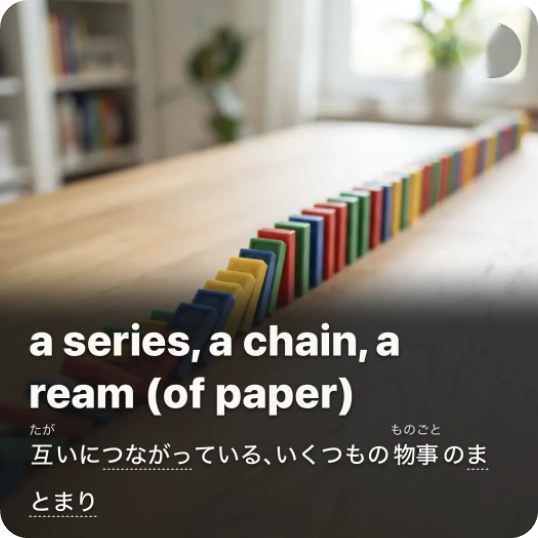 a series, a chain, a
ream (of paper)
たが ものごと
互いにつながっている、いくつもの物事のま
とまり